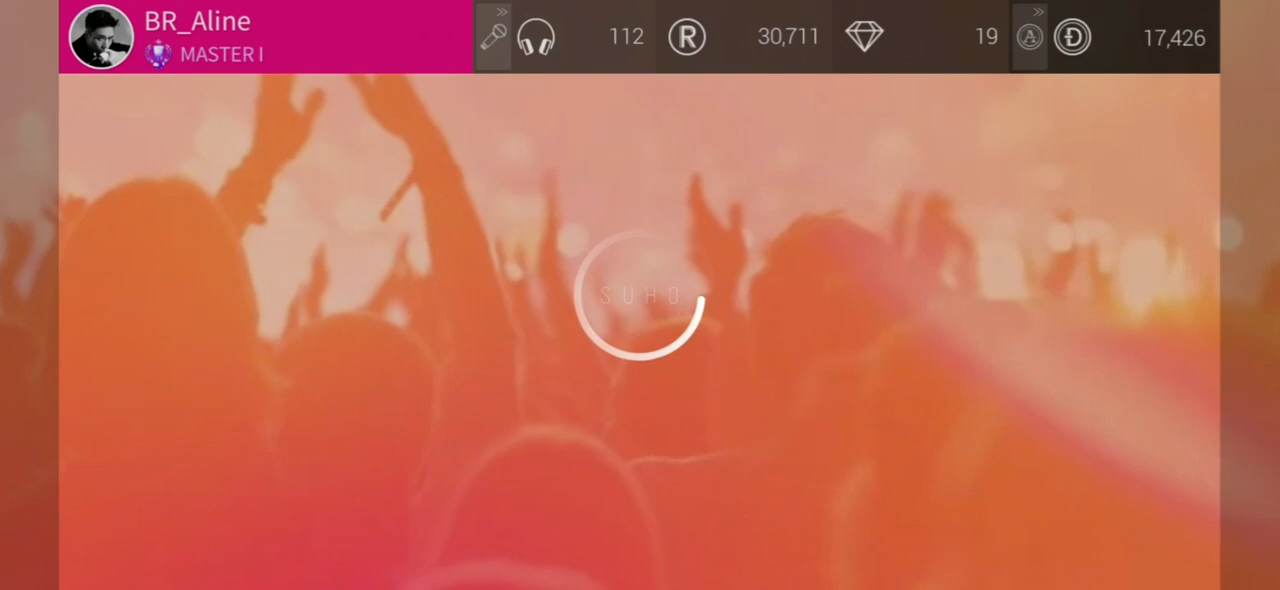 BR_Aline
MASTER I
112
R
30,711
19
A
Đ
17,426
SUHO